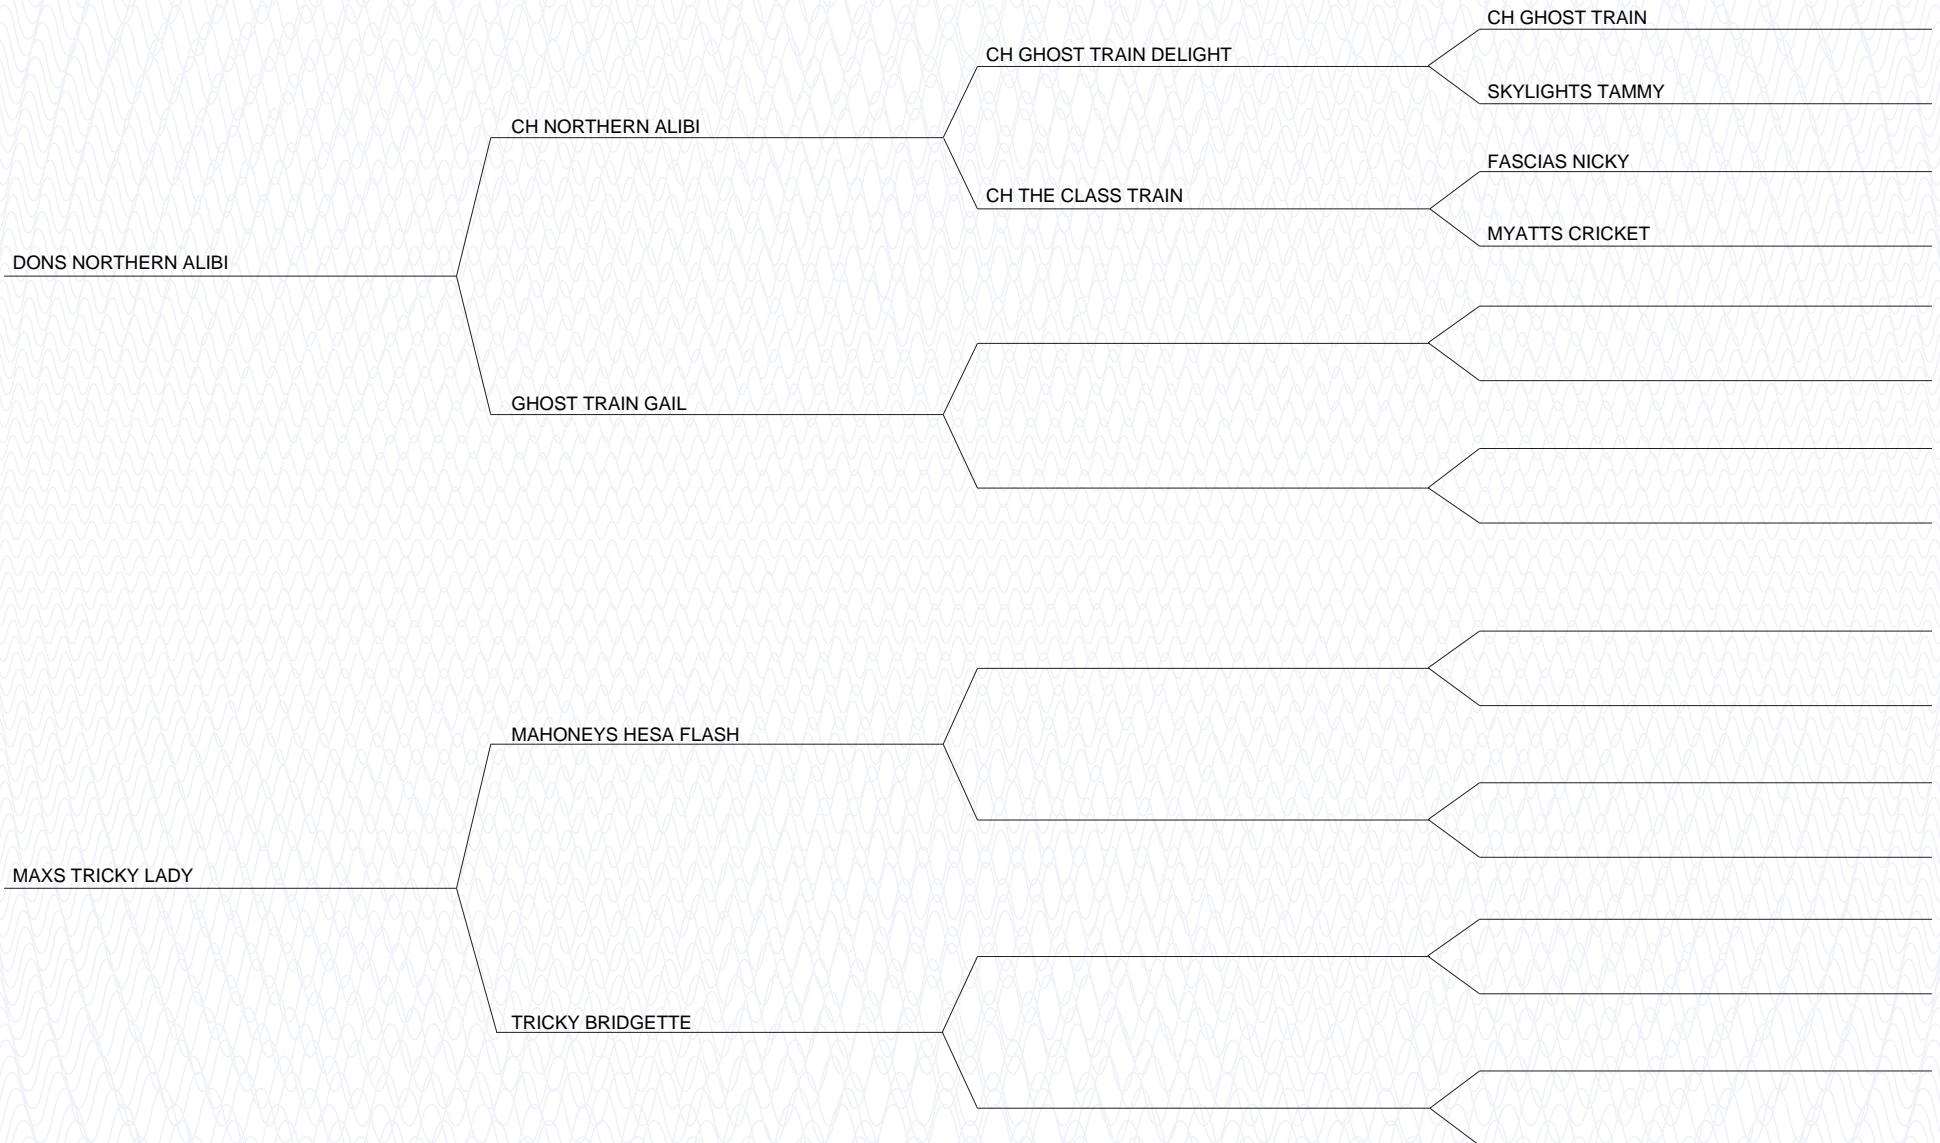 CH GHOST TRAIN
CH GHOST TRAIN DELIGHT
SKYLIGHTS TAMMY
CH NORTHERN ALIBI
FASCIAS NICKY
CH THE CLASS TRAIN
MYATTS CRICKET
DONS NORTHERN ALIBI
GHOST TRAIN GAIL
MAHONEYS HESA FLASH
MAXS TRICKY LADY
TRICKY BRIDGETTE